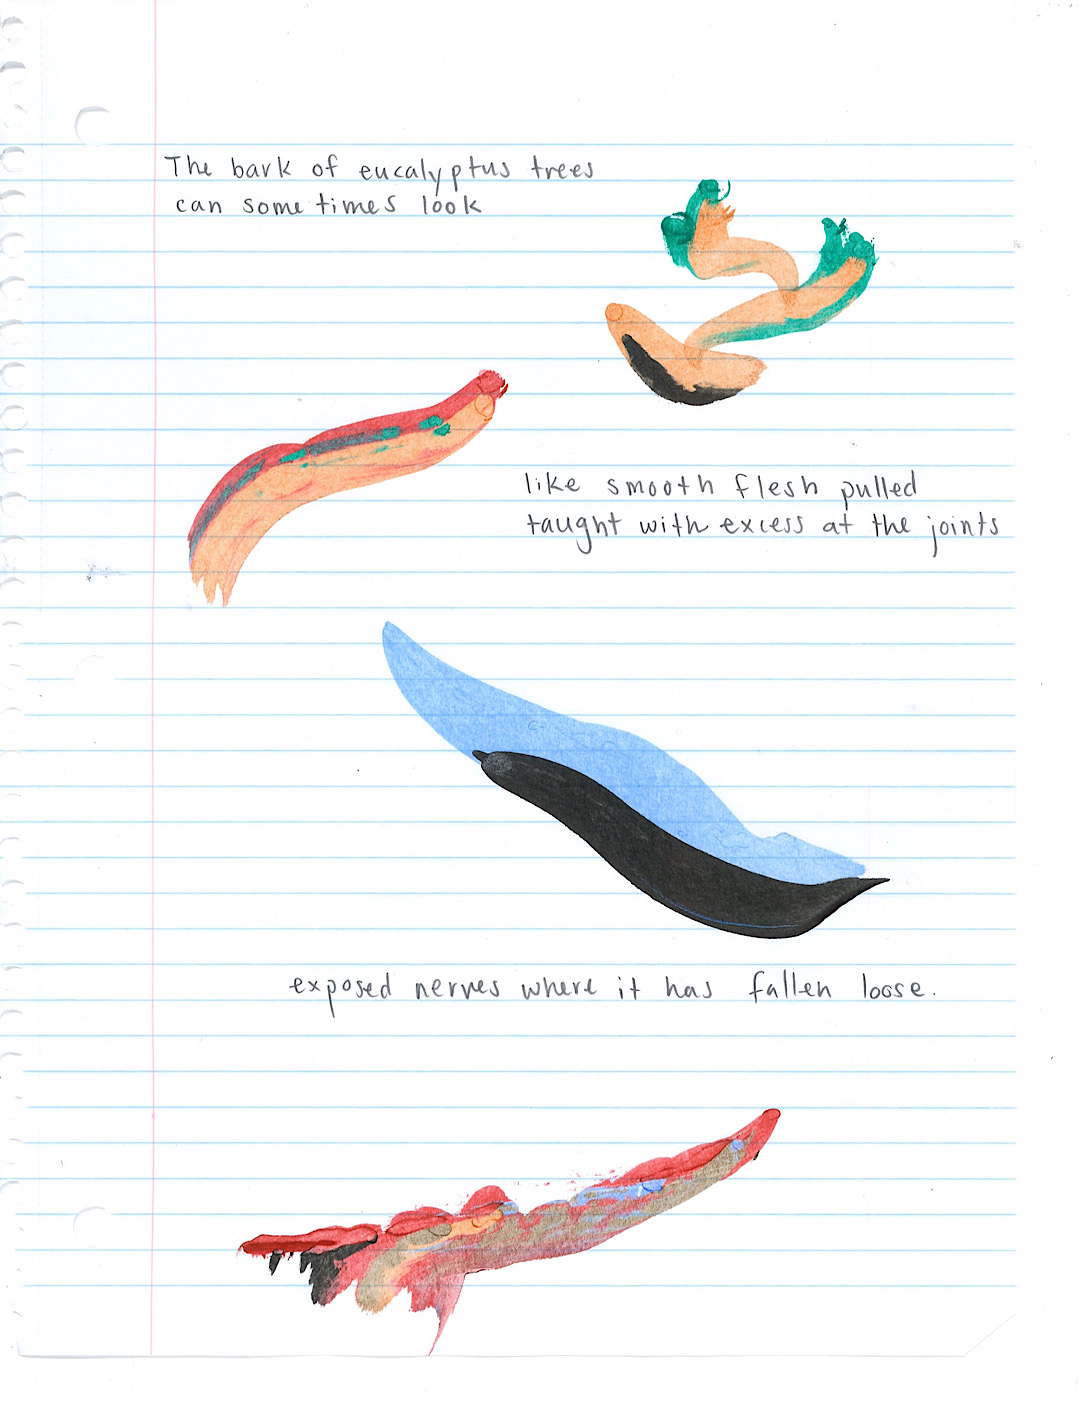 The bark of eucalyptus trees
can sometimes look
like smooth flesh pulled
taught with excess at the joints
exposed nerves where it has fallen loose.